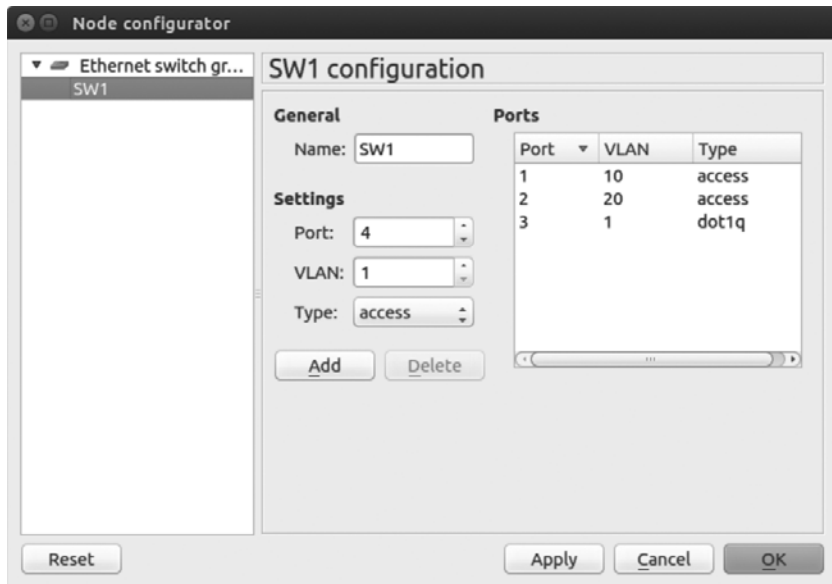 Node configurator
Ethernet switch gr...
SW1
SW1 configuration
General
Name: SW1
Settings
Port: 4
VLAN: 1
Type: access
Add Delete
Ports
Port VLAN Type
1 10 access
2 20 access
3 1 dot1q
Reset Apply Cancel OK